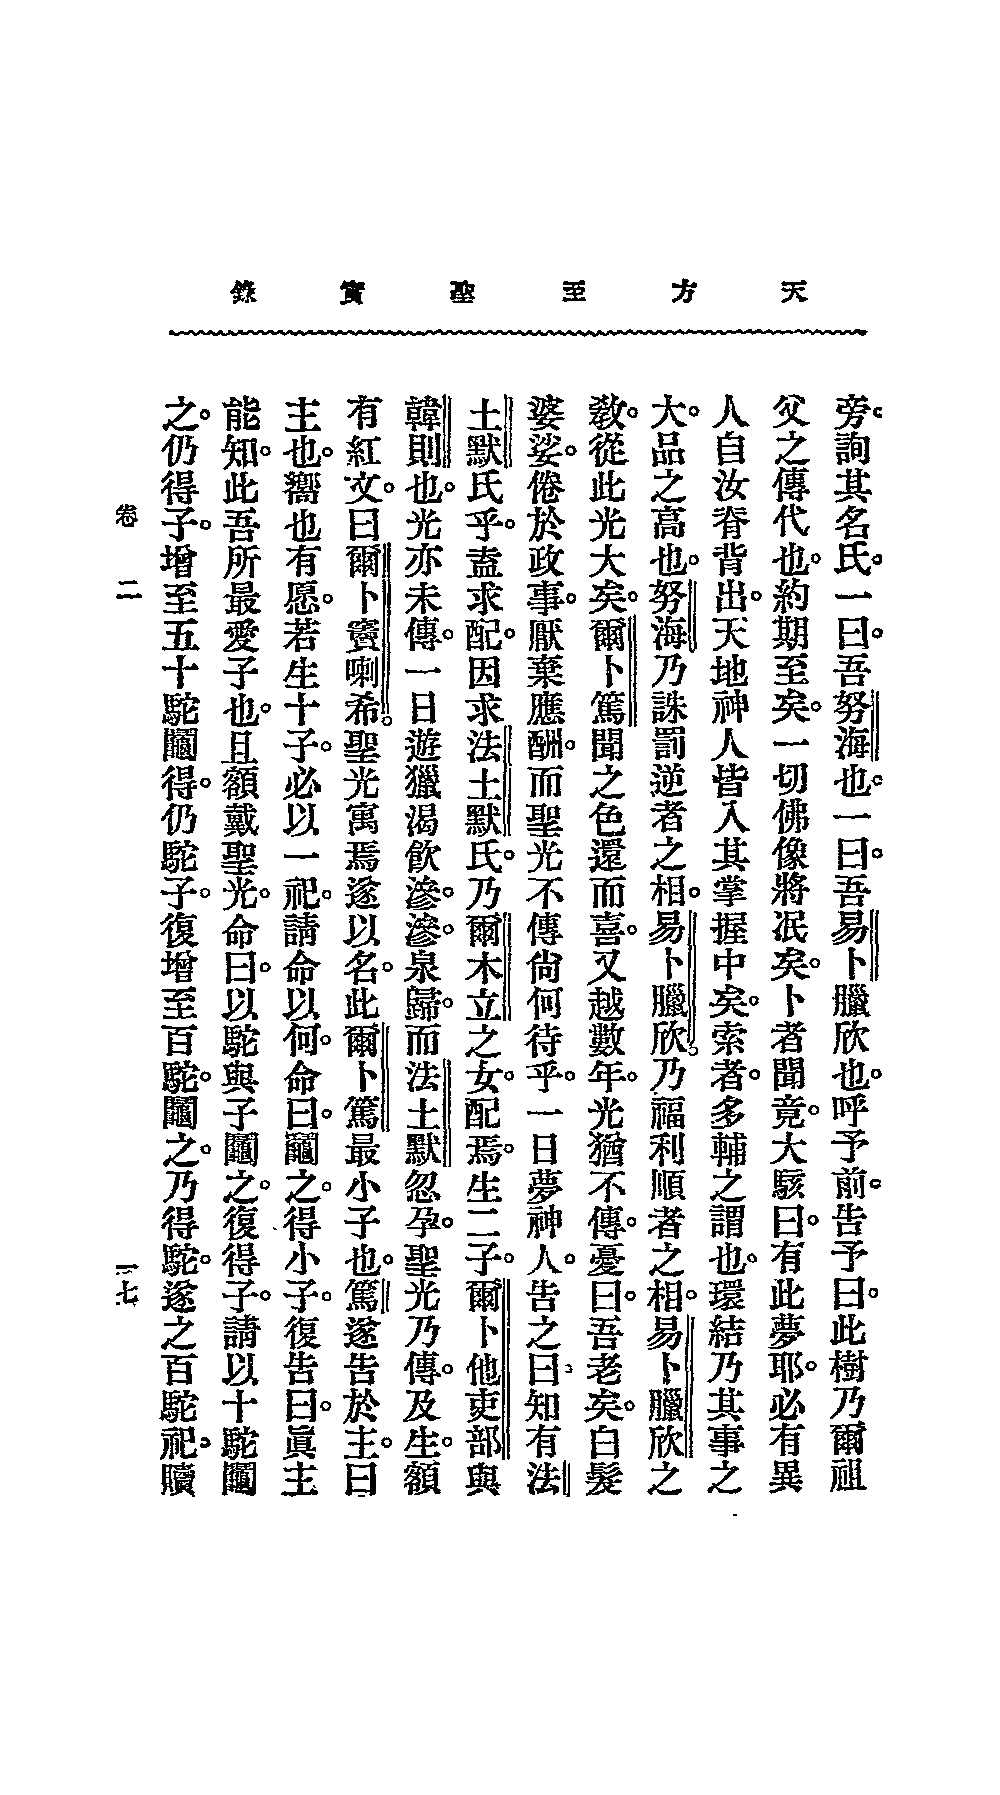 天方至聖實錄
旁。詢其名氏。一曰。吾努海也。一曰。吾易卜臘欣也。呼予前。告予曰。此樹乃爾祖
父之傳代也。約期至矣。一切佛像將泯矣。卜者聞竟。大駭曰。有此夢耶。必有異
人自汝脊背出。天地神人皆入其掌握中矣。索者。多輔之謂也。環結乃其事之
大。品之高也。努海乃誅罰逆者之相。易卜臘欣。乃福利順者之相。易卜臘欣之
敎。從此光大矣。爾卜篤聞之色還而喜。又越數年。光猶不傳。憂曰。吾老矣。白髮
婆娑。倦於政事。厭棄應酬。而聖光不傳尙何待乎。一日夢神人。告之曰。知有法
土默氏乎。盍求配。因求法土默氏。乃爾木立之女。配焉。生二子。爾卜他吏部與
韓則也。光亦未傳。一日遊獵渴飮滲。滲。泉歸。而法土默忽孕。聖光乃傳。及生。額
有紅文。曰爾卜竇喇希。聖光寓焉遂以名。此爾卜篤最小子也。篤遂告於主。曰
主也。嚮也有愿。若生十子。必以一祀。請命以何。命曰。鬮之。得小子。復告曰。眞主
能知。此吾所最愛子也。且額戴聖光。命曰。以駝與子鬮之。復得子。請以十駝鬮
之。仍得子。增至五十駝鬮得。仍駝子。復增至百駝。鬮之。乃得駝。遂之百駝祀。贖
卷二
一七